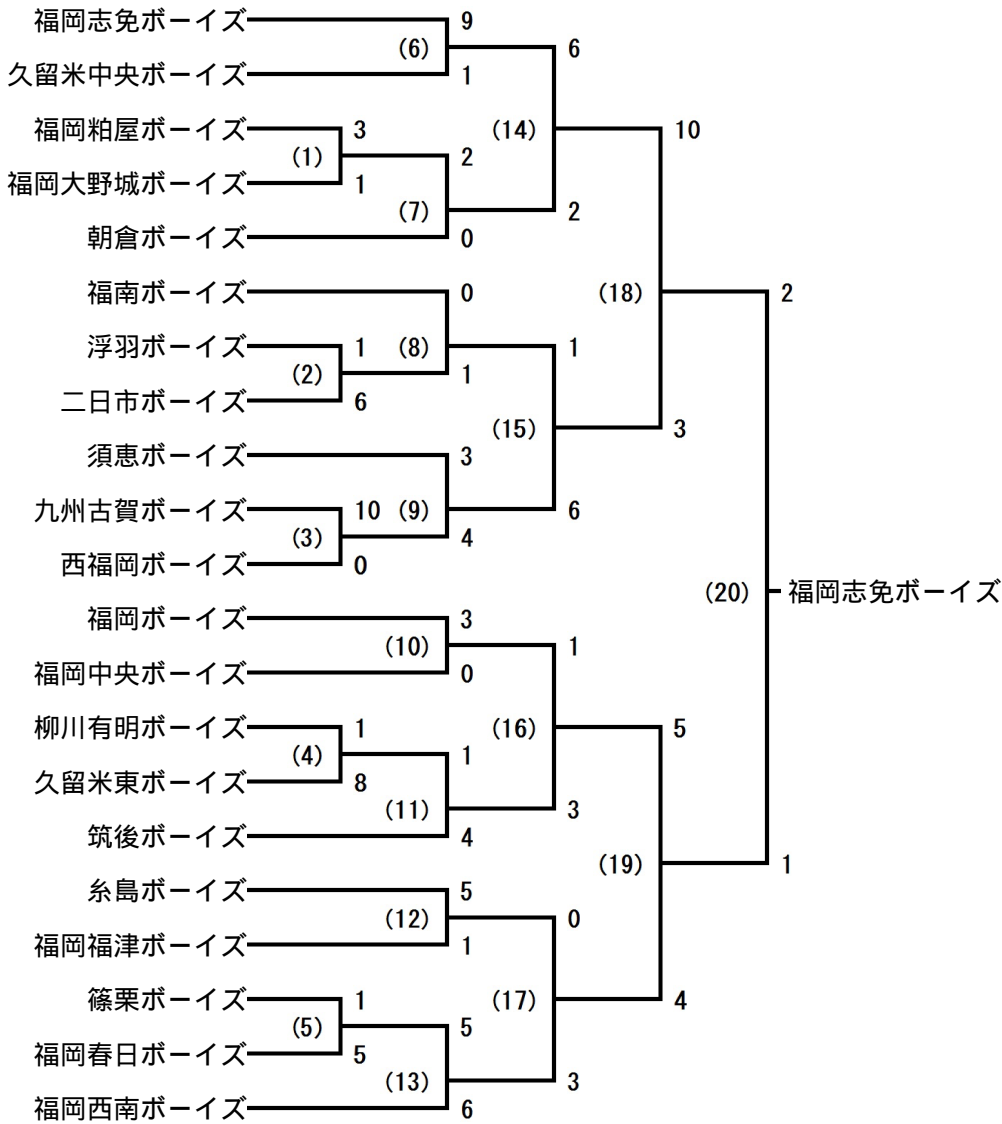 福岡志免ボーイズ 9
(6) 6
久留米中央ボーイズ 1
福岡粕屋ボーイズ 3 (14) 10
(1) 2
福岡大野城ボーイズ 1
(7) 2
朝倉ボーイズ 0
福南ボーイズ 0 (18) 2
浮羽ボーイズ 1 (8) 1
(2) 1
二日市ボーイズ 6
(15) 3
須恵ボーイズ 3
九州古賀ボーイズ 10 (9) 6
(3) 4
西福岡ボーイズ 0
(20) 福岡志免ボーイズ
福岡ボーイズ 3
(10) 1
福岡中央ボーイズ 0
柳川有明ボーイズ 1 (16) 5
(4) 1
久留米東ボーイズ 8
(11) 3
筑後ボーイズ 4
(19) 1
糸島ボーイズ 5
(12) 0
福岡福津ボーイズ 1
篠栗ボーイズ 1 (17) 4
(5) 5
福岡春日ボーイズ 5
(13) 3
福岡西南ボーイズ 6